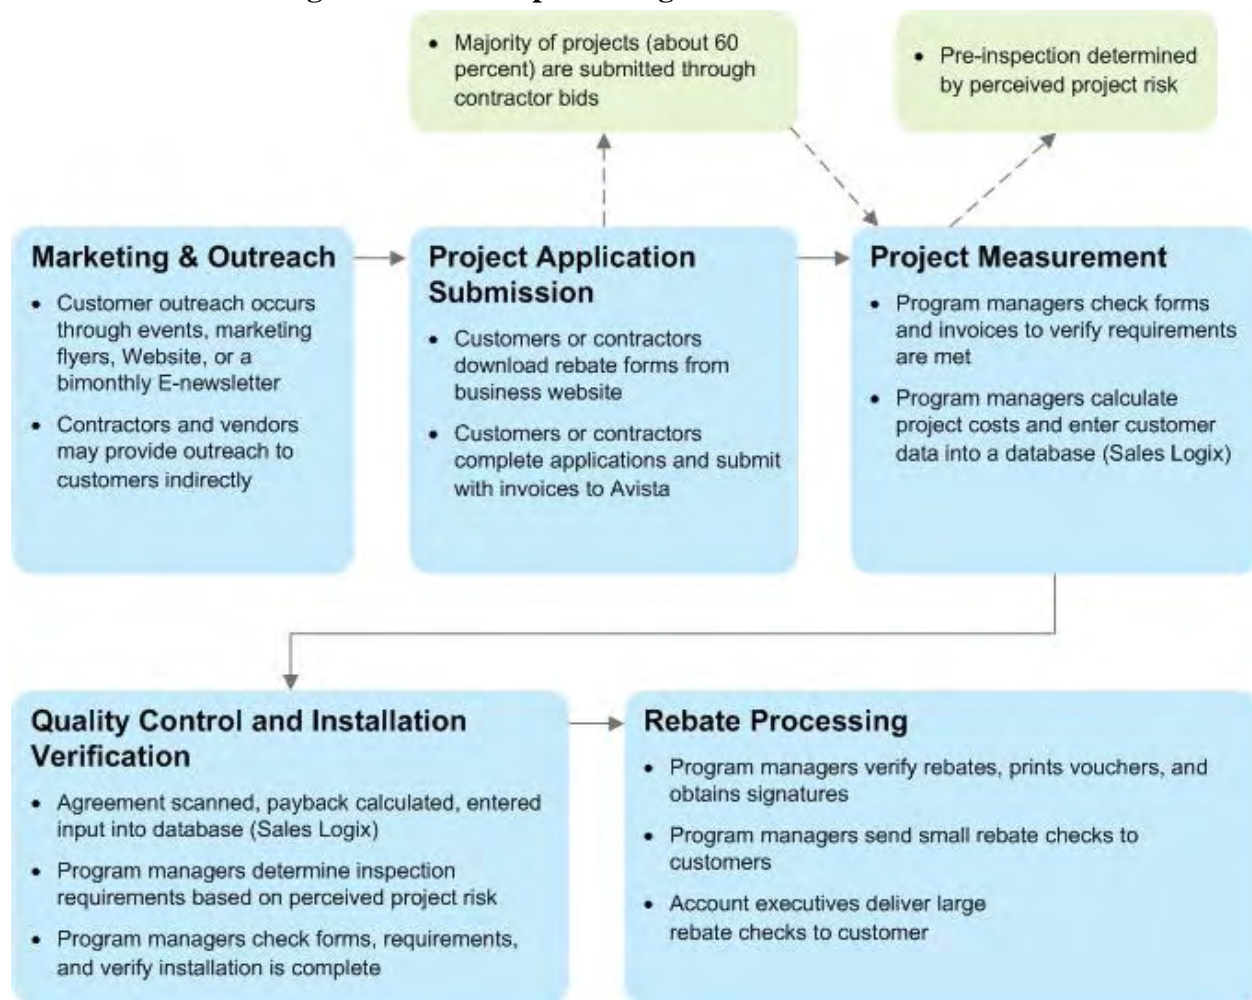 • Majority of projects (about 60
percent) are submitted through
contractor bids
• Pre-inspection determined
by perceived project risk
Marketing & Outreach
• Customer outreach occurs
through events, marketing
flyers, Website, or a
bimonthly E-newsletter
• Contractors and vendors
may provide outreach to
customers indirectly
Project Application
Submission
• Customers or contractors
download rebate forms from
business website
• Customers or contractors
complete applications and submit
with invoices to Avista
Project Measurement
• Program managers check forms
and invoices to verify requirements
are met
• Program managers calculate
project costs and enter customer
data into a database (Sales Logix)
Quality Control and Installation
Verification
• Agreement scanned, payback calculated, entered
input into database (Sales Logix)
• Program managers determine inspection
requirements based on perceived project risk
• Program managers check forms, requirements,
and verify installation is complete
Rebate Processing
• Program managers verify rebates, prints vouchers, and
obtains signatures
• Program managers send small rebate checks to
customers
• Account executives deliver large
rebate checks to customer